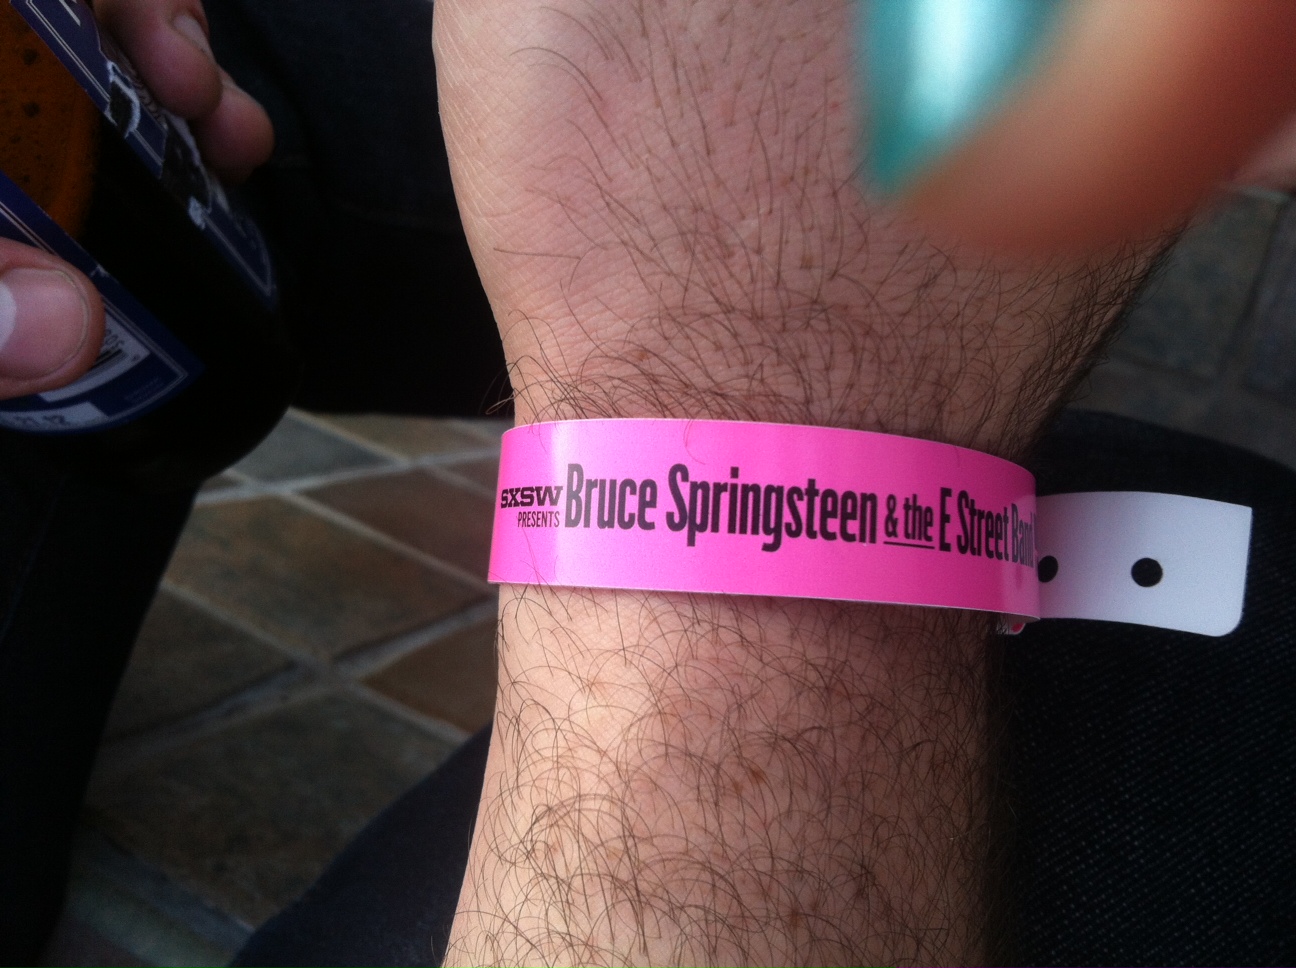 SXSW
PRESENTS
Bruce Springsteen & the E Street Band